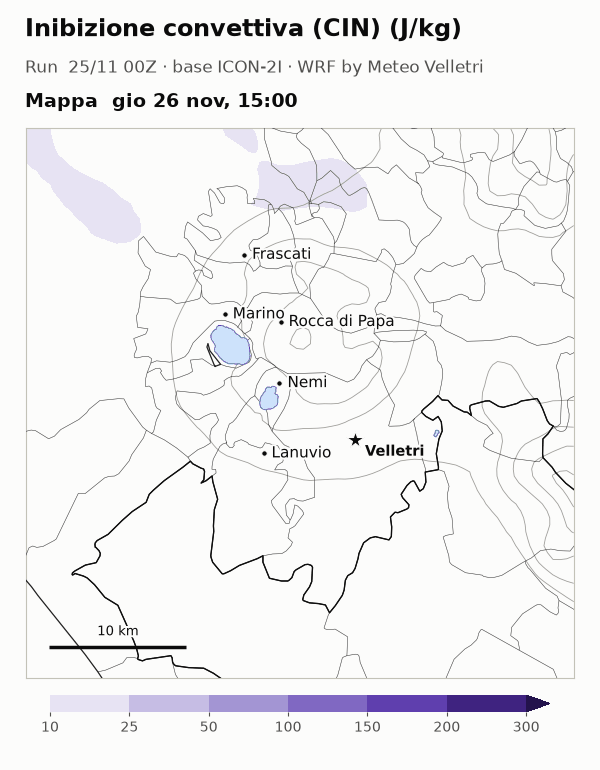 Inibizione convettiva (CIN) (J/kg)
Run  25/11 00Z · base ICON-2I · WRF by Meteo Velletri
Mappa  gio 26 nov, 15:00
Frascati
Marino
Rocca di Papa
Nemi
Velletri
Lanuvio
10 km
10 25 50 100 150 200 300